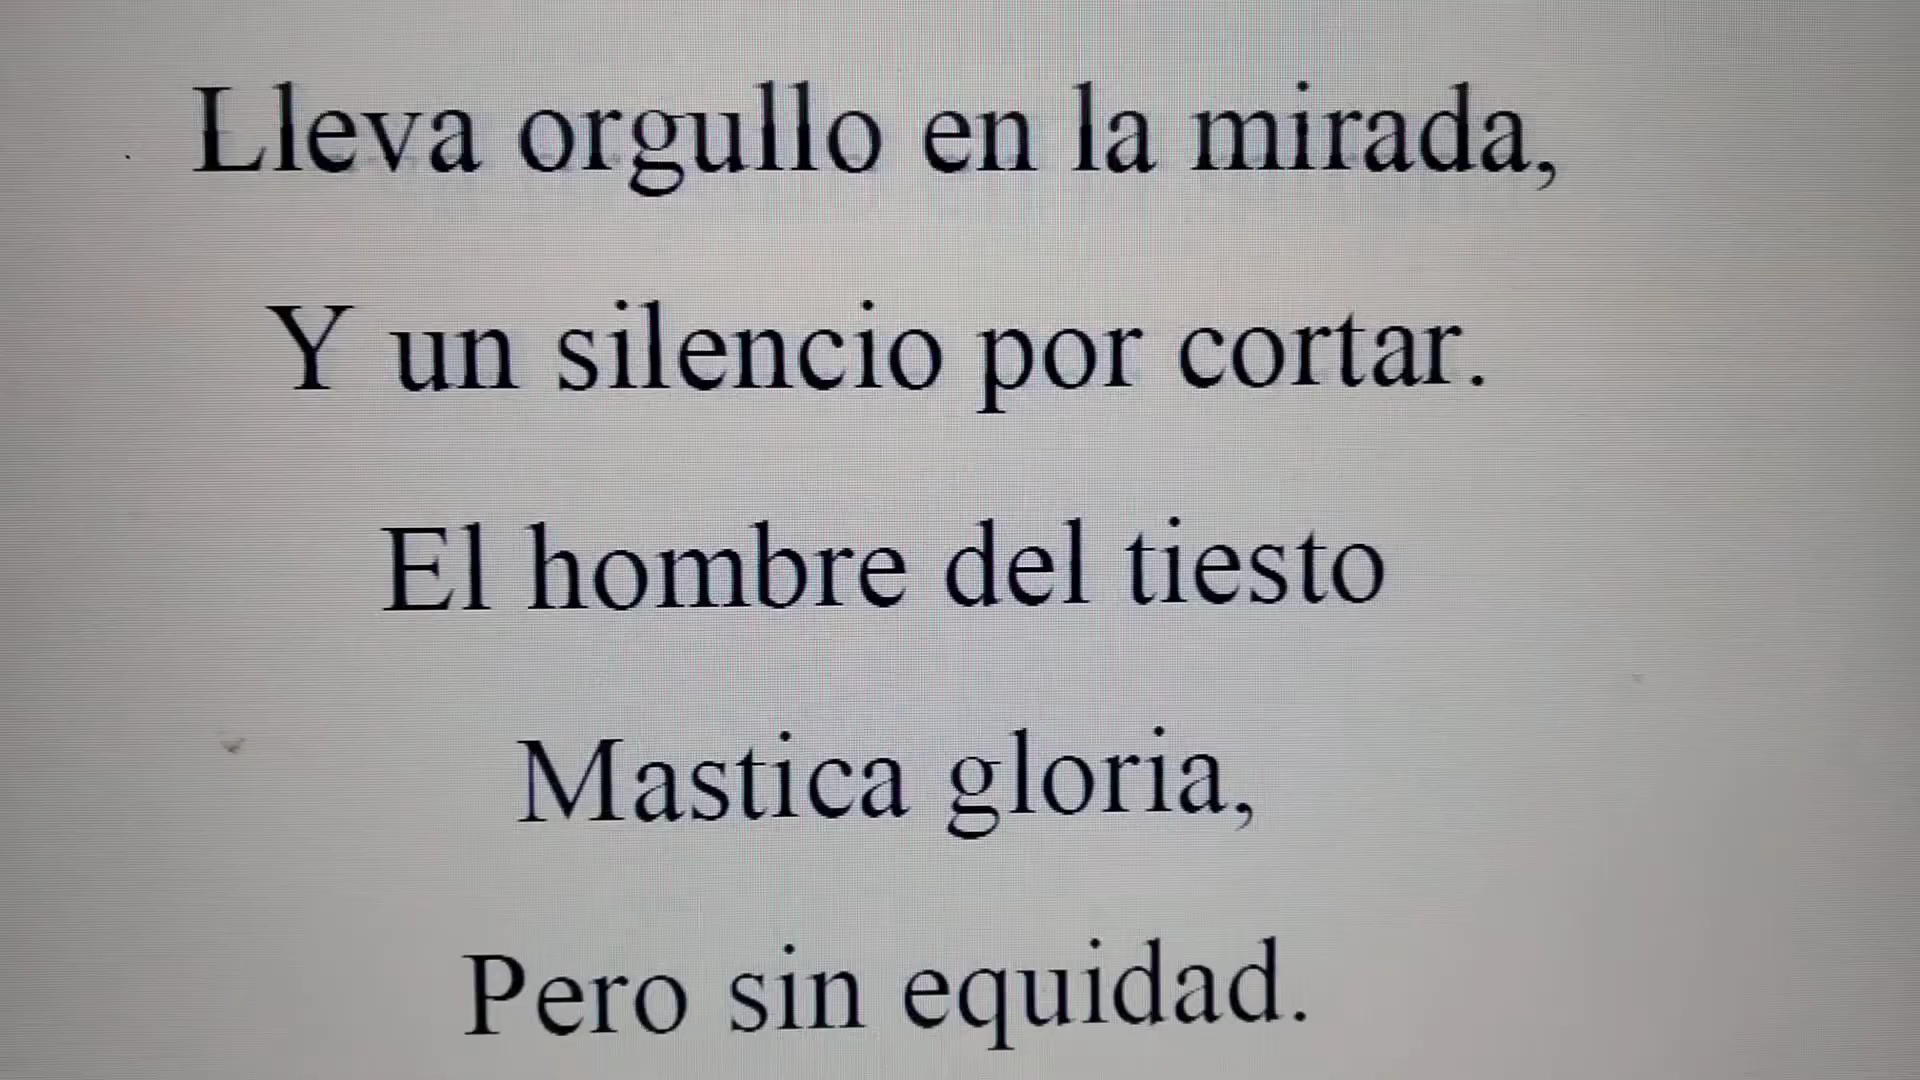 Lleva orgullo en la mirada,
Y un silencio por cortar.
El hombre del tiesto
Mastica gloria,
Pero sin equidad.